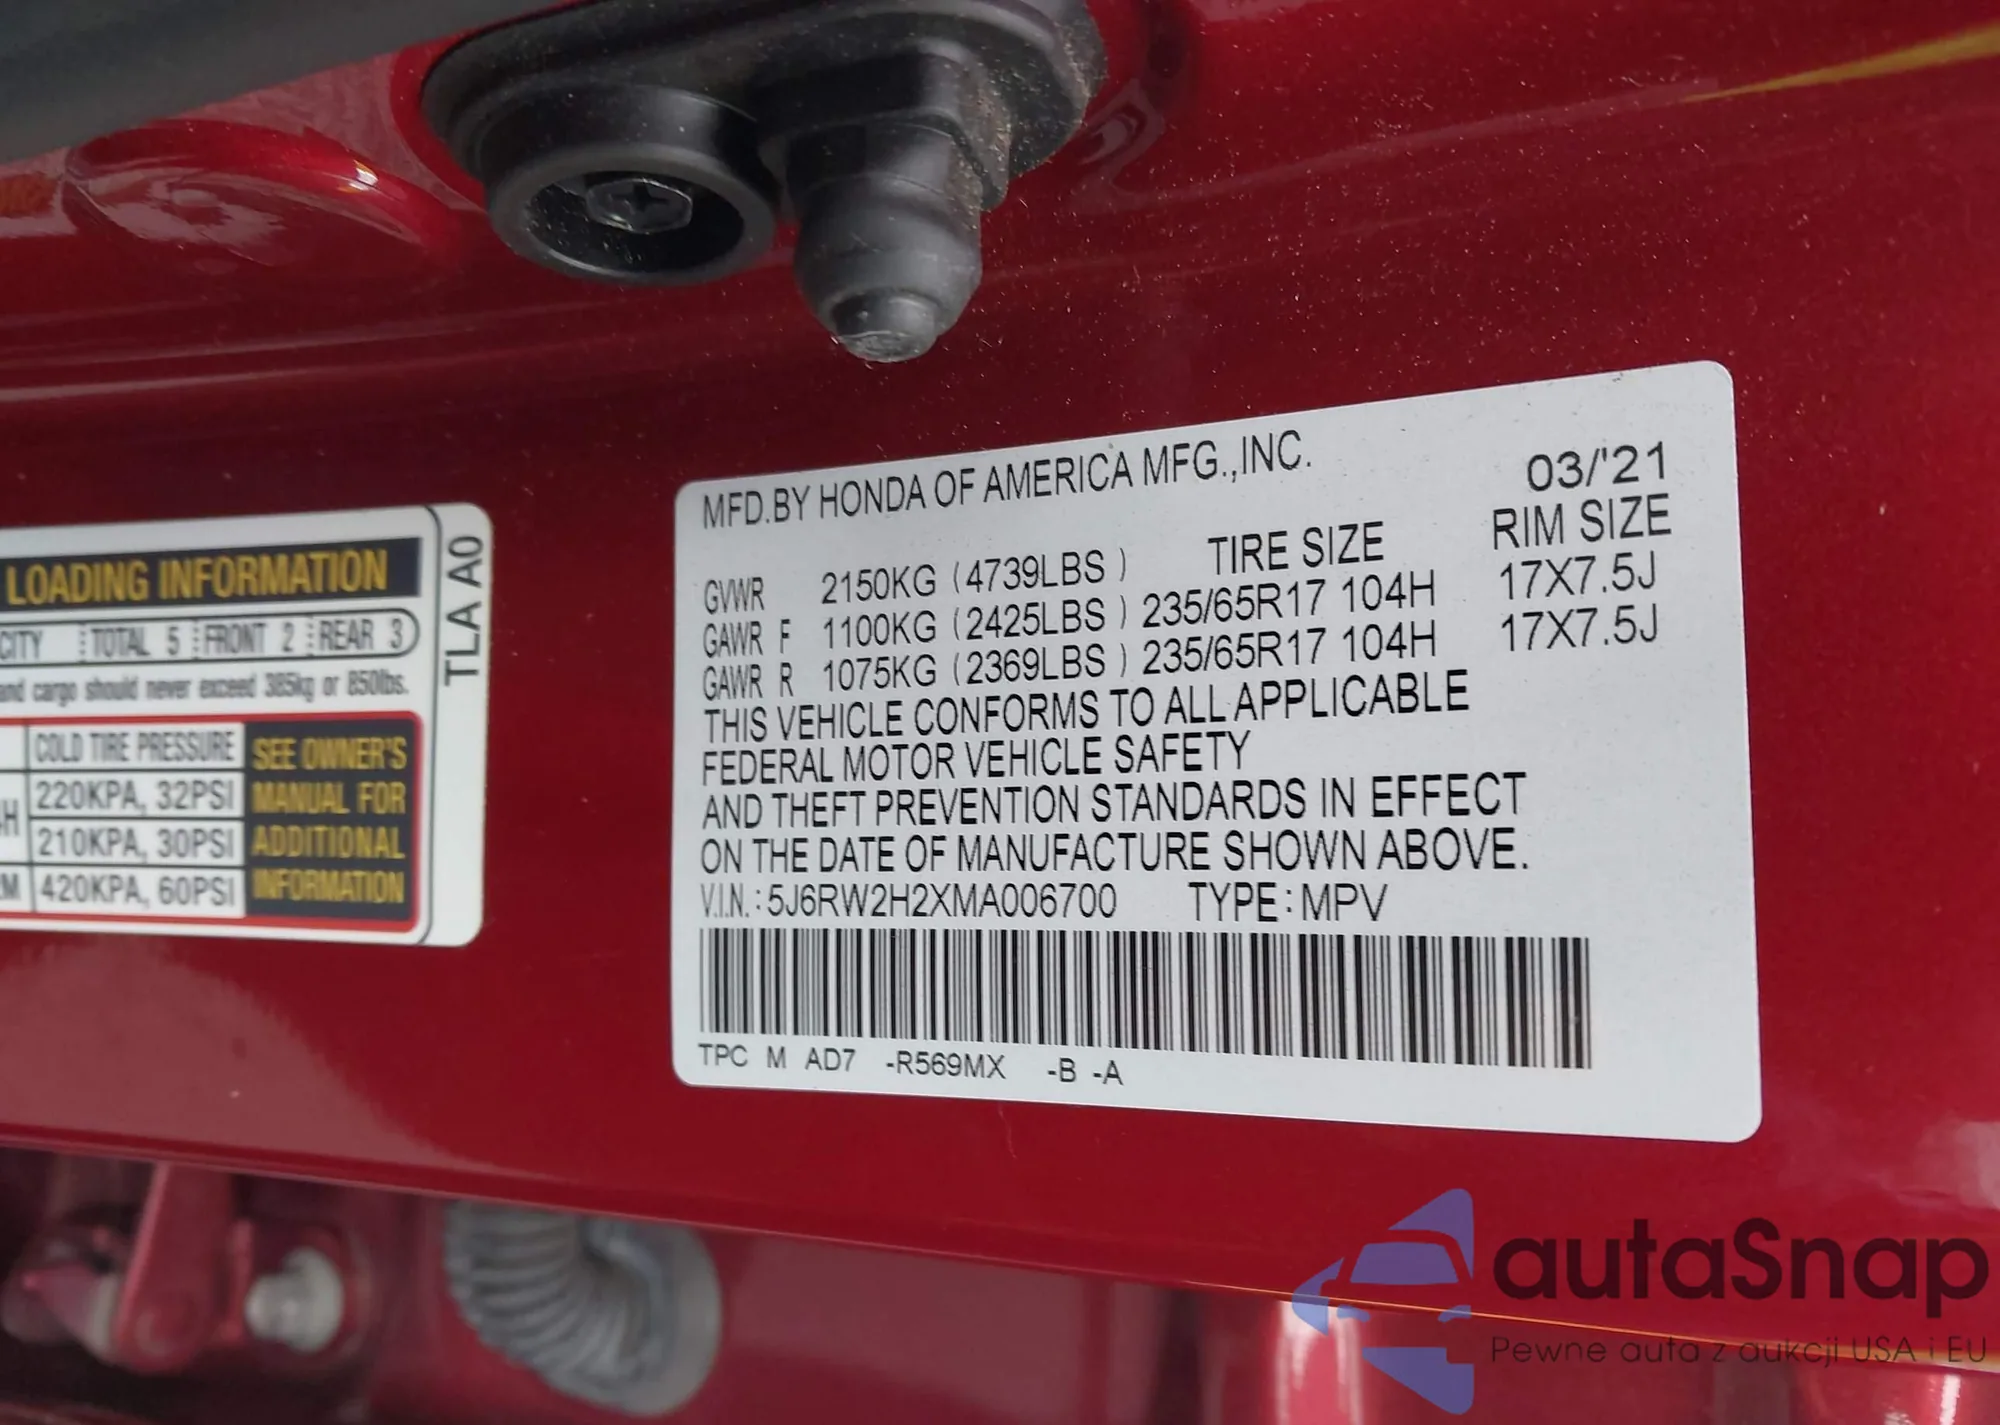 LOADING INFORMATION
CITY TOTAL 5 FRONT 2 REAR 3
and cargo should never exceed 385kg or 850lbs.
COLD TIRE PRESSURE
220KPA, 32PSI
210KPA, 30PSI
420KPA, 60PSI
SEE OWNER'S
MANUAL FOR
ADDITIONAL
INFORMATION
TLA A0
MFD.BY HONDA OF AMERICA MFG.,INC. 03/'21
TIRE SIZE RIM SIZE
GVWR 2150KG (4739LBS )
GAWR F 1100KG (2425LBS ) 235/65R17 104H 17X7.5J
GAWR R 1075KG (2369LBS ) 235/65R17 104H 17X7.5J
THIS VEHICLE CONFORMS TO ALL APPLICABLE
FEDERAL MOTOR VEHICLE SAFETY
AND THEFT PREVENTION STANDARDS IN EFFECT
ON THE DATE OF MANUFACTURE SHOWN ABOVE.
V.I.N.: 5J6RW2H2XMA006700 TYPE: MPV
TPC M AD7 -R569MX -B -A
autaSnap
Pewne auta z aukcji USA i EU